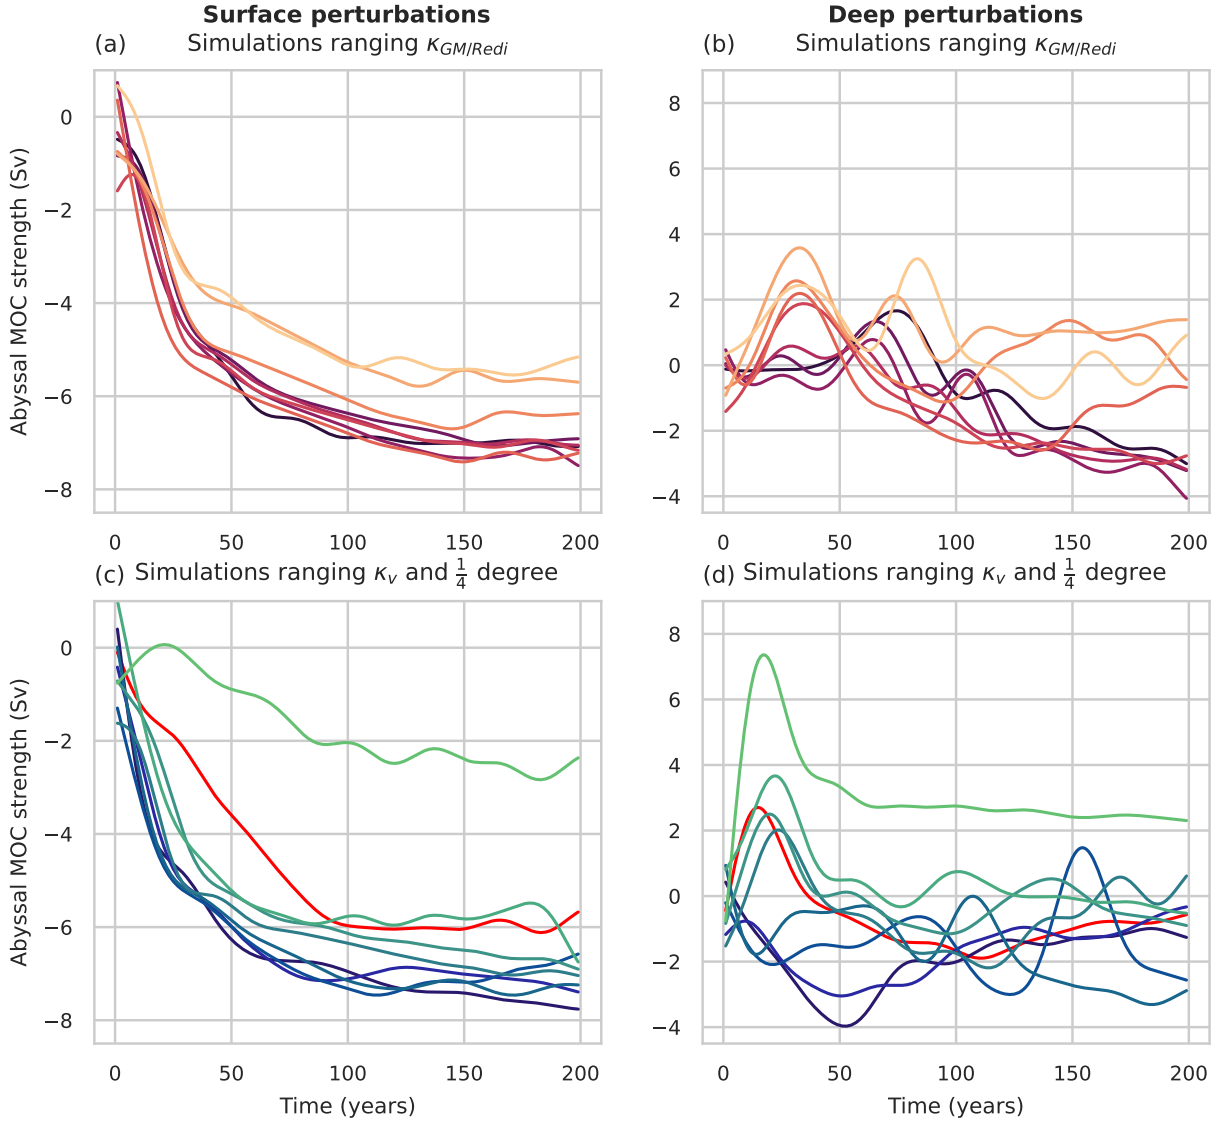 Surface perturbations
Deep perturbations
(a) Simulations ranging κ_GM/Redi
(b) Simulations ranging κ_GM/Redi
Abyssal MOC strength (Sv)
0
−2
−4
−6
−8
0 50 100 150 200
8
6
4
2
0
−2
−4
0 50 100 150 200
(c) Simulations ranging κ_v and 1/4 degree
(d) Simulations ranging κ_v and 1/4 degree
Abyssal MOC strength (Sv)
0
−2
−4
−6
−8
0 50 100 150 200
Time (years)
8
6
4
2
0
−2
−4
0 50 100 150 200
Time (years)